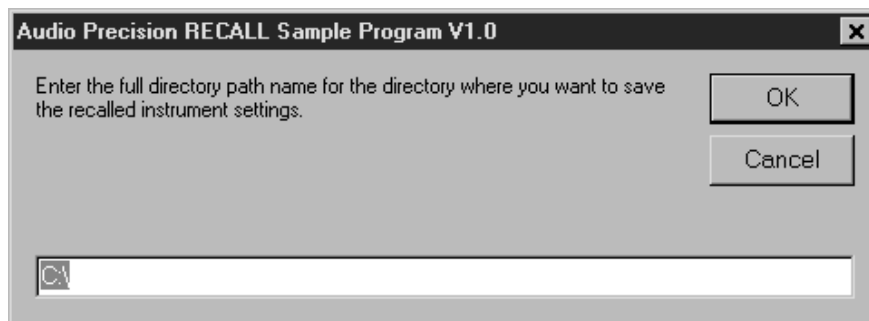 Audio Precision RECALL Sample Program V1.0
Enter the full directory path name for the directory where you want to save
the recalled instrument settings.
OK
Cancel
C:\